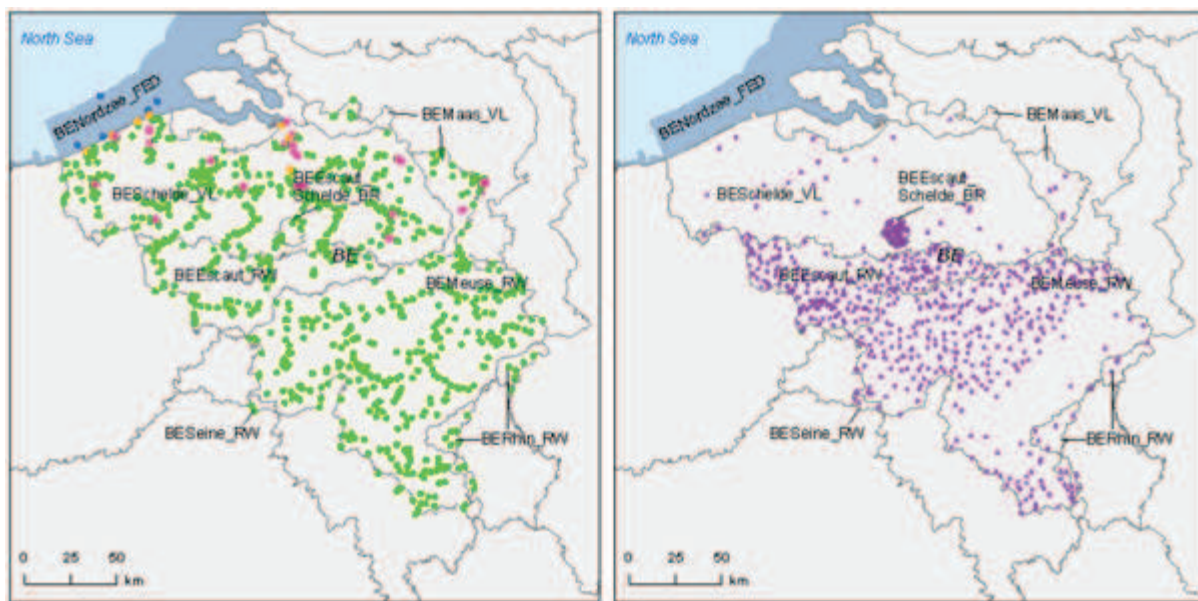 North Sea
BENordzee_FED
BEMaas_VL
BEEscaut_
Schelde_BR
BESchelde_VL
BE
BEEscaut_RW
BEMeuse_RW
BESeine_RW
BERhin_RW
0 25 50
km
North Sea
BENordzee_FED
BEMaas_VL
BEEscaut_
Schelde_BR
BESchelde_VL
BE
BEEscaut_RW
BEMeuse_RW
BESeine_RW
BERhin_RW
0 25 50
km